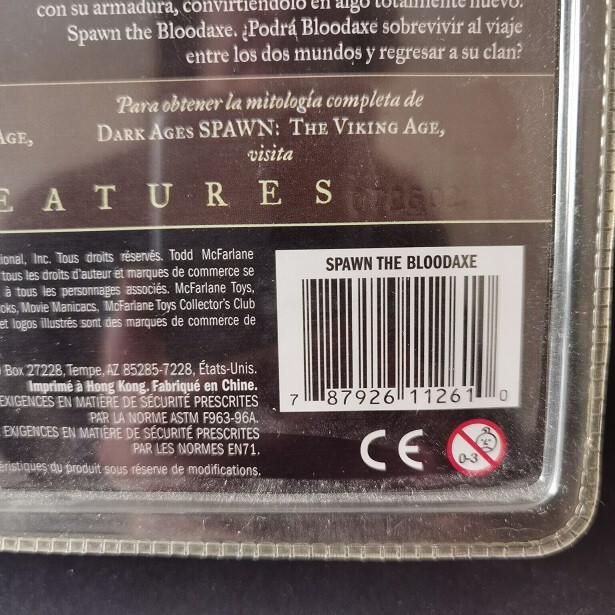 con su armadura, convirtiéndolo en algo totalmente nuevo:
Spawn the Bloodaxe. ¿Podrá Bloodaxe sobrevivir al viaje
entre los dos mundos y regresar a su clan?
Para obtener la mitología completa de
AGE, DARK AGES SPAWN: THE VIKING AGE,
visita
EATURES
ional, Inc. Tous droits réservés. Todd McFarlane
tous les droits d'auteur et marques de commerce se
à tous les personnages associés. McFarlane Toys,
cks, Movie Manicacs, McFarlane Toys Collector's Club
et logos illustrés sont des marques de commerce de
Box 27228, Tempe, AZ 85285-7228, États-Unis.
Imprimé à Hong Kong. Fabriqué en Chine.
EXIGENCES EN MATIÈRE DE SÉCURITÉ PRESCRITES
PAR LA NORME ASTM F963-96A.
EXIGENCES EN MATIÈRE DE SÉCURITÉ PRESCRITES
PAR LES NORMES EN71.
éristiques du produit sous réserve de modifications.
SPAWN THE BLOODAXE
7 87926 11261 0
CE
0-3